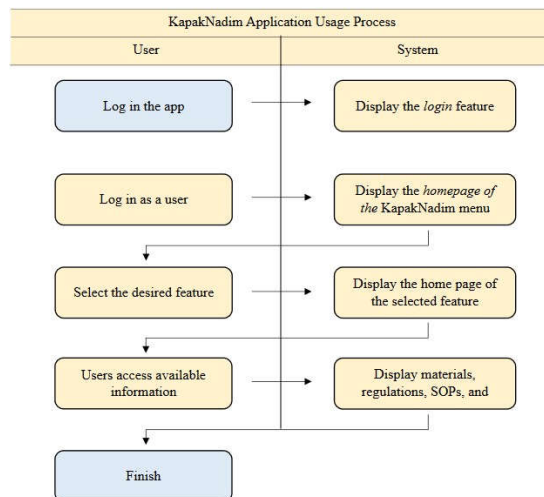 KapakNadim Application Usage Process
User
System
Log in the app
Display the login feature
Log in as a user
Display the homepage of
the KapakNadim menu
Select the desired feature
Display the home page of
the selected feature
Users access available
information
Display materials,
regulations, SOPs, and
Finish